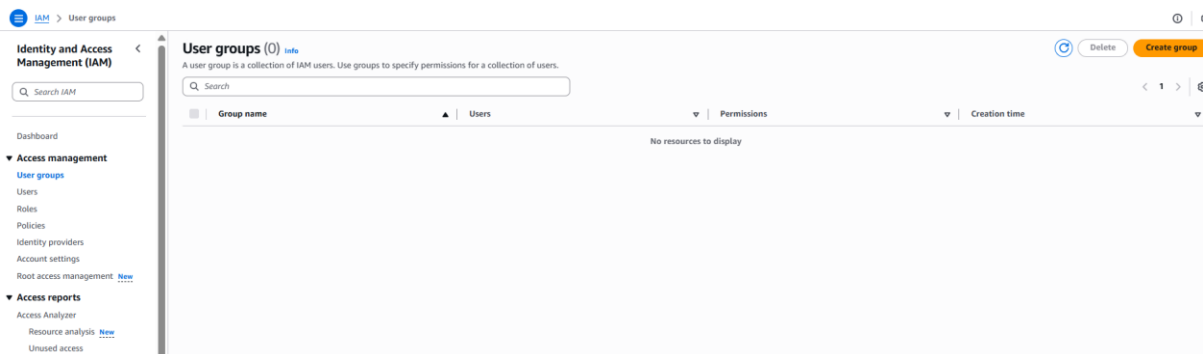 IAM > User groups
Identity and Access
Management (IAM)
Search IAM
Dashboard
Access management
User groups
Users
Roles
Policies
Identity providers
Account settings
Root access management New
Access reports
Access Analyzer
Resource analysis New
Unused access
User groups (0) Info
Delete
Create group
A user group is a collection of IAM users. Use groups to specify permissions for a collection of users.
Search
< 1 >
Group name Users Permissions Creation time
No resources to display